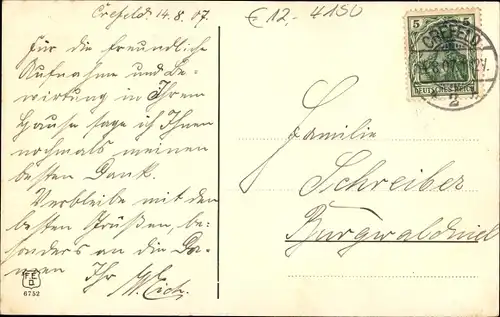 Crefeld. 14.8.07.
Für die freundliche
Aufnahme und Be-
wirtung in Ihrem
Hause sage ich Ihnen
nochmals meinen
besten Dank.
Verbleibe mit den
besten Grüßen, be-
sonders an die Da-
men Ihr
€12,- 4150
5 5
CREFELD
2
DEUTSCHES REICH
Familie
Schreiber
Burgwaldniel
6752